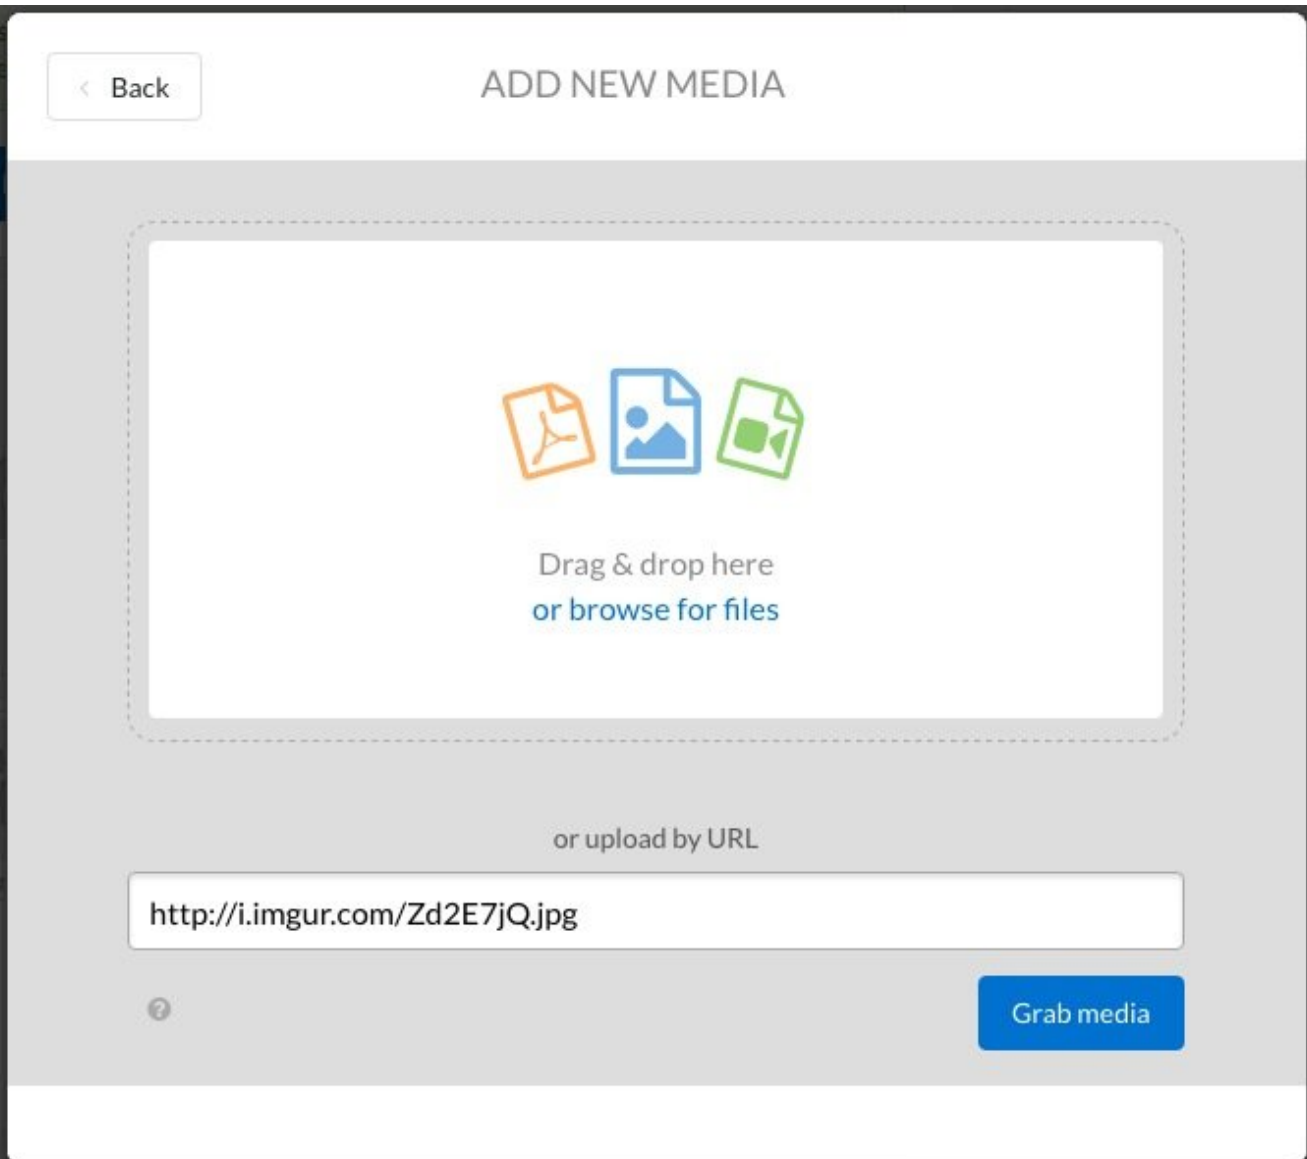 Back
ADD NEW MEDIA
Drag & drop here
or browse for files
or upload by URL
http://i.imgur.com/Zd2E7jQ.jpg
Grab media